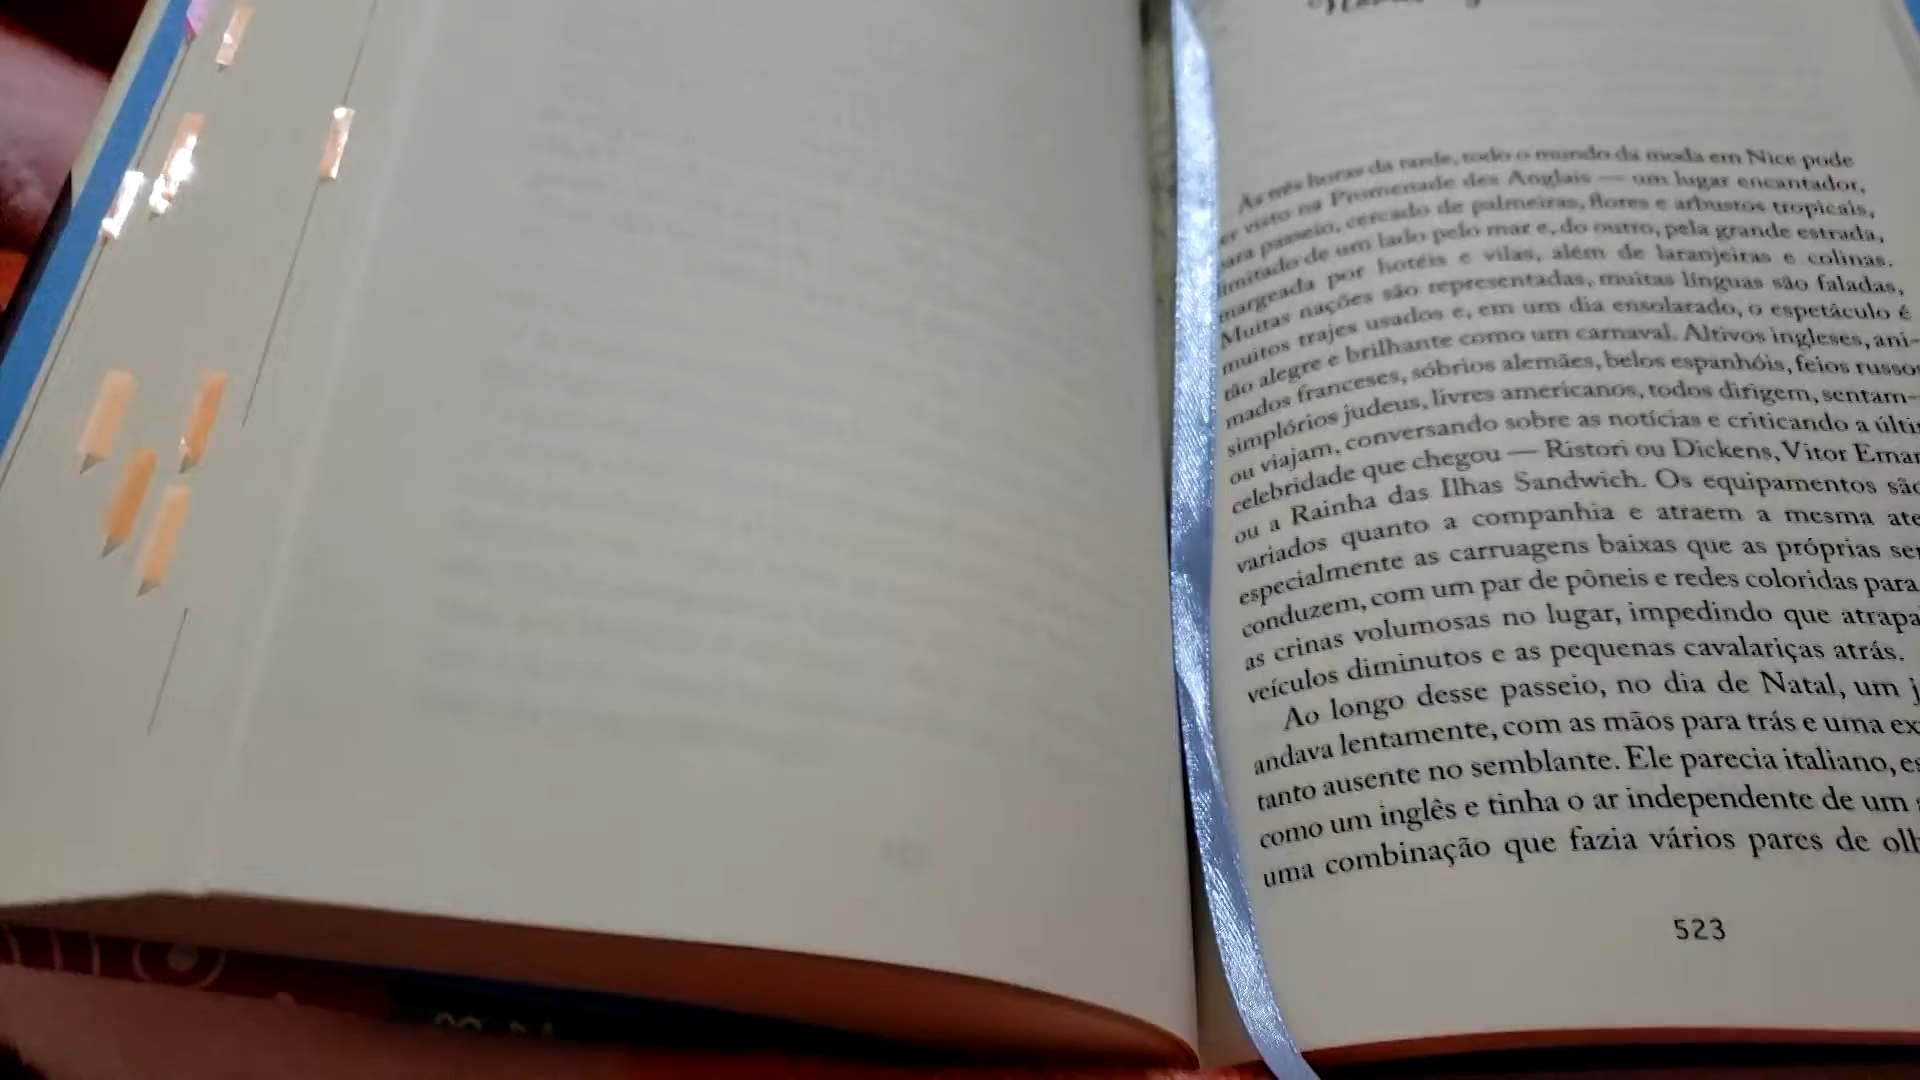 Às três horas da tarde, todo o mundo da moda em Nice pode
er visto na Promenade des Anglais — um lugar encantador,
para passeio, cercado de palmeiras, flores e arbustos tropicais,
limitado de um lado pelo mar e, do outro, pela grande estrada,
margeada por hotéis e vilas, além de laranjeiras e colinas.
Muitas nações são representadas, muitas línguas são faladas,
muitos trajes usados e, em um dia ensolarado, o espetáculo é
tão alegre e brilhante como um carnaval. Altivos ingleses, ani-
mados franceses, sóbrios alemães, belos espanhóis, feios russo
simplórios judeus, livres americanos, todos dirigem, sentam-
ou viajam, conversando sobre as notícias e criticando a últi
celebridade que chegou — Ristori ou Dickens, Vitor Eman
ou a Rainha das Ilhas Sandwich. Os equipamentos são
variados quanto a companhia e atraem a mesma ate
especialmente as carruagens baixas que as próprias se
conduzem, com um par de pôneis e redes coloridas para
as crinas volumosas no lugar, impedindo que atrapa
veículos diminutos e as pequenas cavalariças atrás.
Ao longo desse passeio, no dia de Natal, um j
andava lentamente, com as mãos para trás e uma ex
tanto ausente no semblante. Ele parecia italiano, es
como um inglês e tinha o ar independente de um
uma combinação que fazia vários pares de olh
523